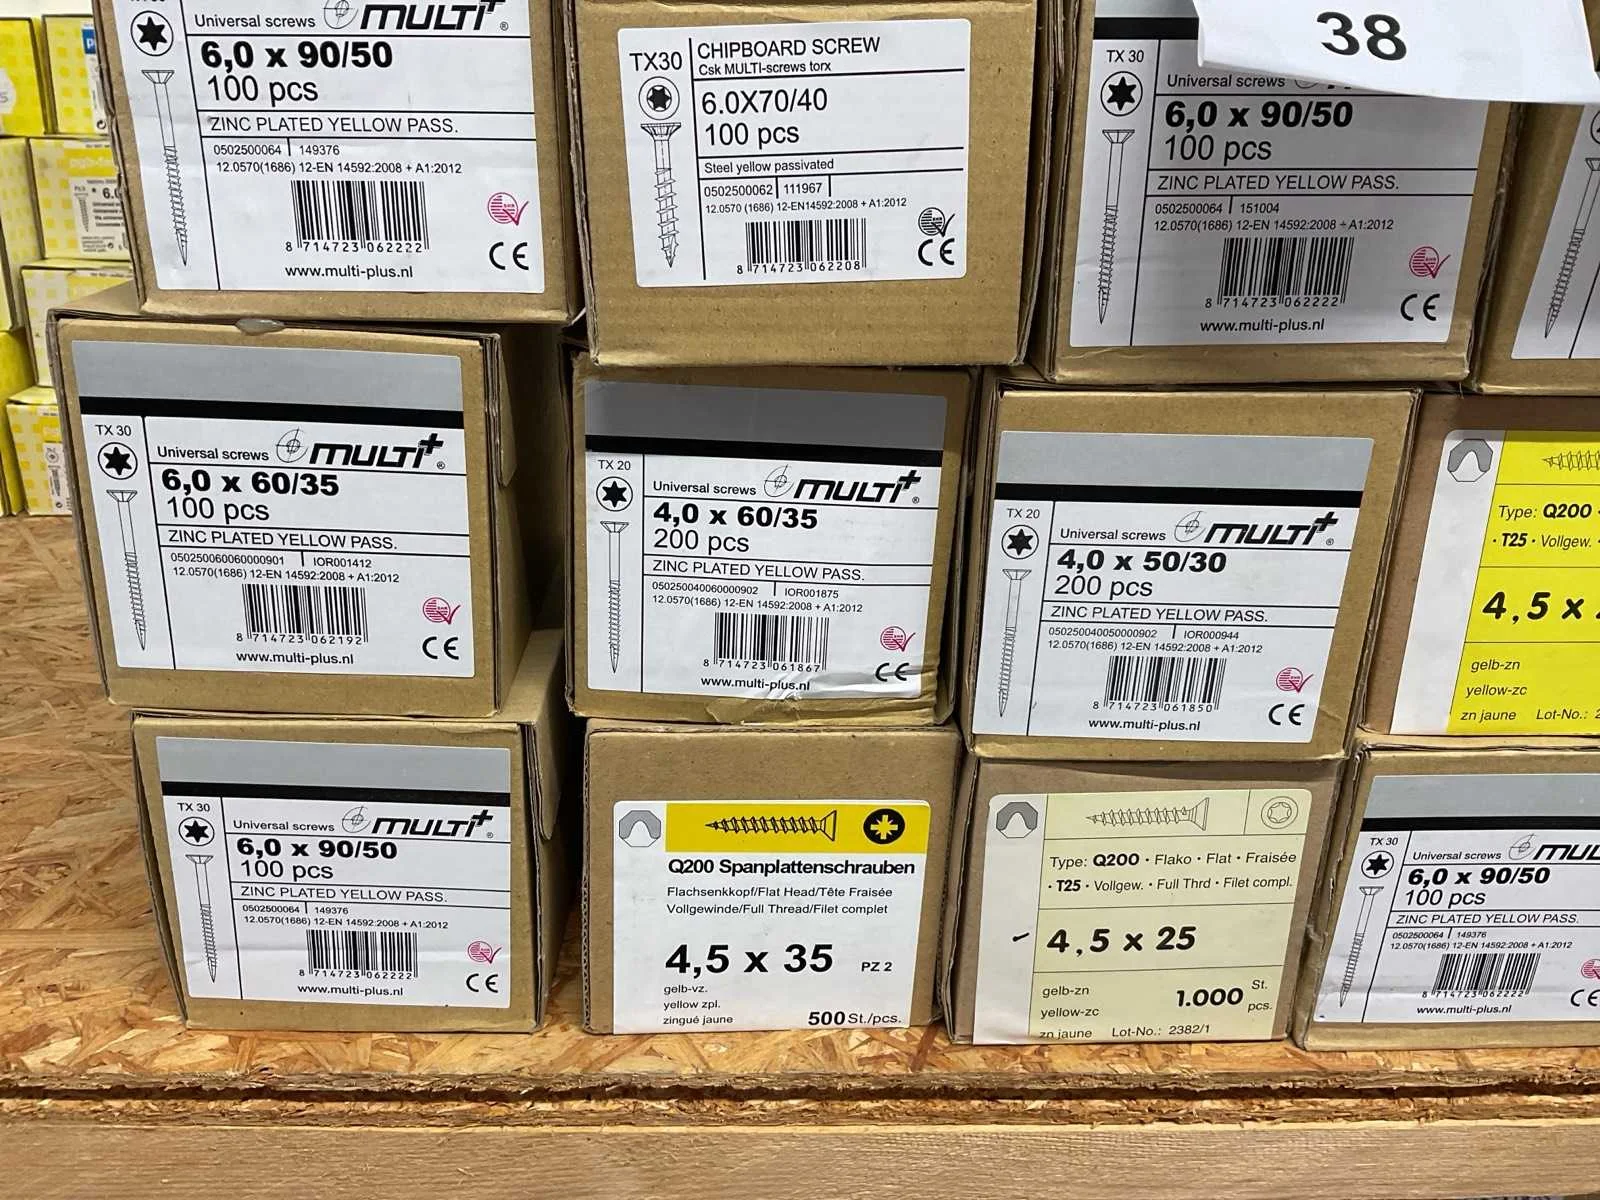 MULTI+®
Universal screws
6,0 x 90/50
100 pcs
ZINC PLATED YELLOW PASS.
0502500064 149376
12.0570(1686) 12-EN 14592:2008 + A1:2012
8 714723 062222
www.multi-plus.nl
CE
TX30
CHIPBOARD SCREW
Csk MULTI-screws torx
6.0X70/40
100 pcs
Steel yellow passivated
0502500062 111967
12.0570 (1686) 12-EN14592:2008 + A1:2012
8 714723 062208
CE
38
TX 30
Universal screws
6,0 x 90/50
100 pcs
ZINC PLATED YELLOW PASS.
0502500064 151004
12.0570(1686) 12-EN 14592:2008 + A1:2012
8 714723 062222
www.multi-plus.nl
CE
TX 30
Universal screws MULTI+®
6,0 x 60/35
100 pcs
ZINC PLATED YELLOW PASS.
050250060060000901 IOR001412
12.0570(1686) 12-EN 14592:2008 + A1:2012
8 714723 062192
www.multi-plus.nl
CE
TX 20
Universal screws MULTI+®
4,0 x 60/35
200 pcs
ZINC PLATED YELLOW PASS.
050250040060000902 IOR001875
12.0570(1686) 12-EN 14592:2008 + A1:2012
8 714723 061867
www.multi-plus.nl
CE
TX 20
Universal screws MULTI+®
4,0 x 50/30
200 pcs
ZINC PLATED YELLOW PASS.
050250040050000902 IOR000944
12.0570(1686) 12-EN 14592:2008 + A1:2012
8 714723 061850
www.multi-plus.nl
CE
Type: Q200
· T25 · Vollgew.
4,5 x
gelb-zn
yellow-zc
zn jaune Lot-No.: 2
TX 30
Universal screws MULTI+®
6,0 x 90/50
100 pcs
ZINC PLATED YELLOW PASS.
0502500064 149376
12.0570(1686) 12-EN 14592:2008 + A1:2012
8 714723 062222
www.multi-plus.nl
CE
Q200 Spanplattenschrauben
Flachsenkkopf/Flat Head/Tête Fraisée
Vollgewinde/Full Thread/Filet complet
4,5 x 35 PZ 2
gelb-vz.
yellow zpl.
zingué jaune 500 St./pcs.
Type: Q200 · Flako · Flat · Fraisée
· T25 · Vollgew. · Full Thrd · Filet compl.
4,5 x 25
gelb-zn
yellow-zc 1.000 St. pcs.
zn jaune Lot-No.: 2382/1
TX 30
Universal screws MUL
6,0 x 90/50
100 pcs
ZINC PLATED YELLOW PASS.
0502500064 149376
12.0570(1686) 12-EN 14592:2008 + A1:2012
8 714723 062222
www.multi-plus.nl
CE